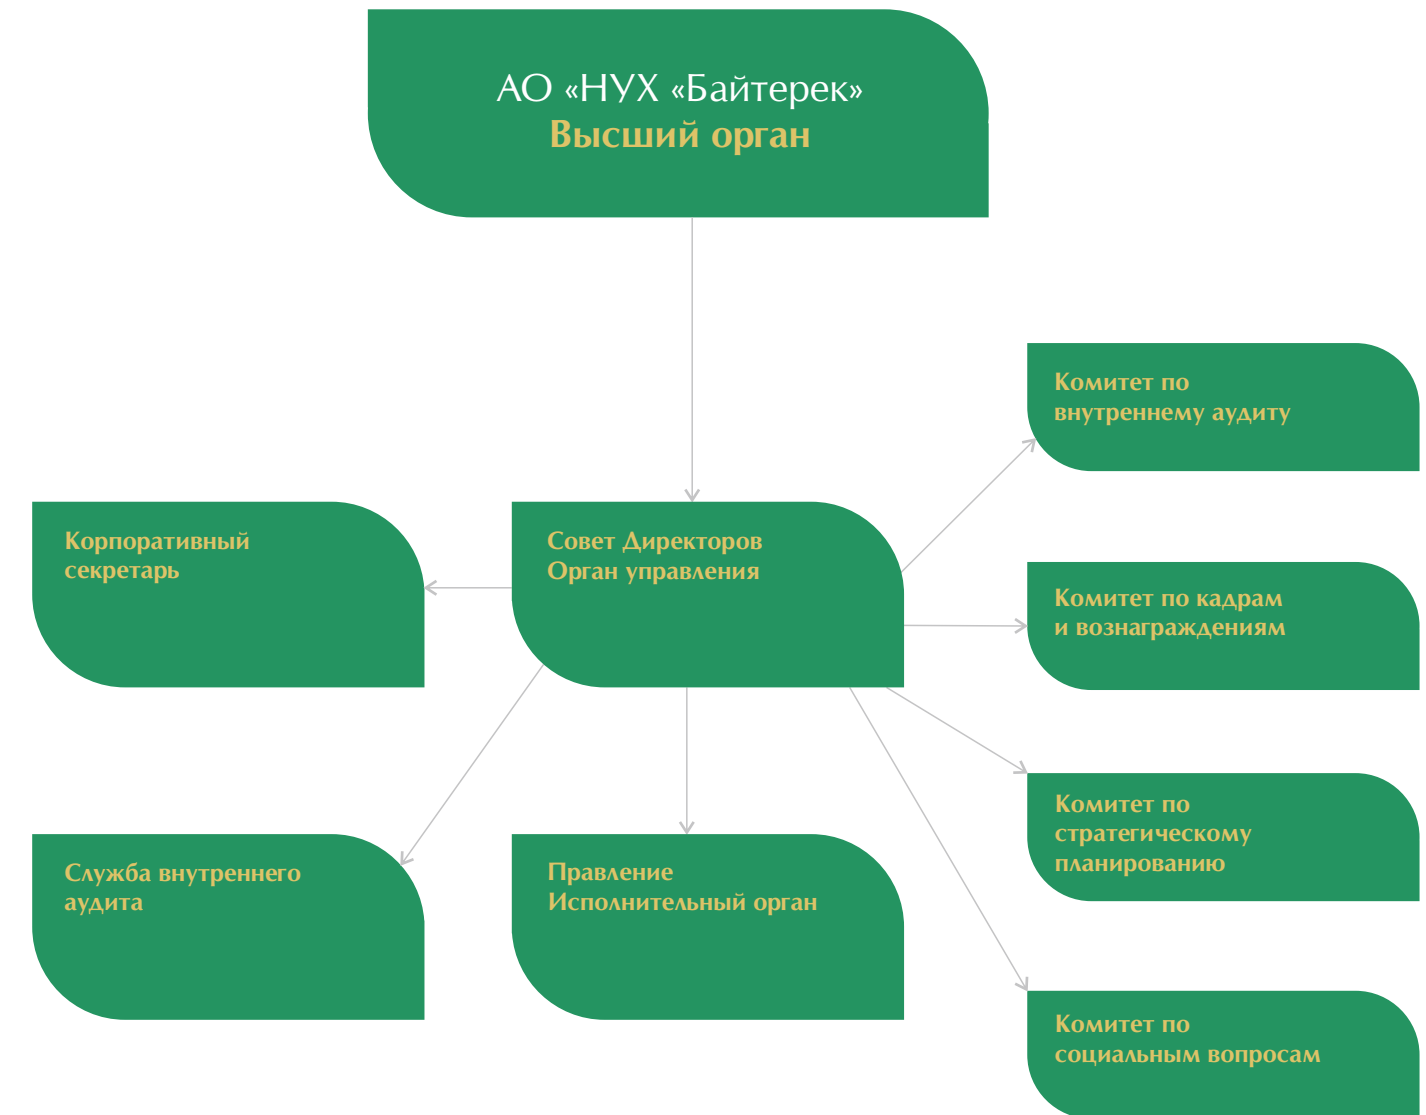 АО «НУХ «Байтерек»
Высший орган
Комитет по
внутреннему аудиту
Корпоративный
секретарь
Совет Директоров
Орган управления
Комитет по кадрам
и вознаграждениям
Комитет по
стратегическому
планированию
Служба внутреннего
аудита
Правление
Исполнительный орган
Комитет по
социальным вопросам